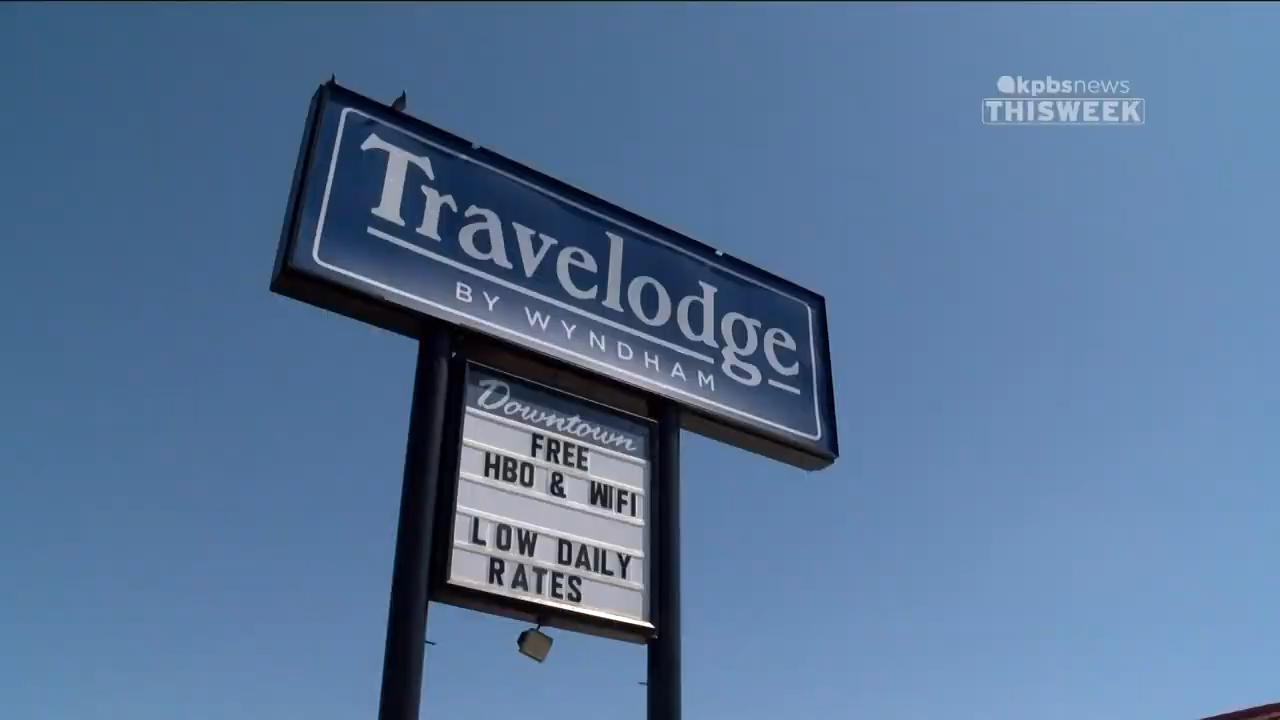 kpbsnews
THISWEEK
Travelodge
BY WYNDHAM
Downtown
FREE
HBO & WIFI
LOW DAILY
RATES